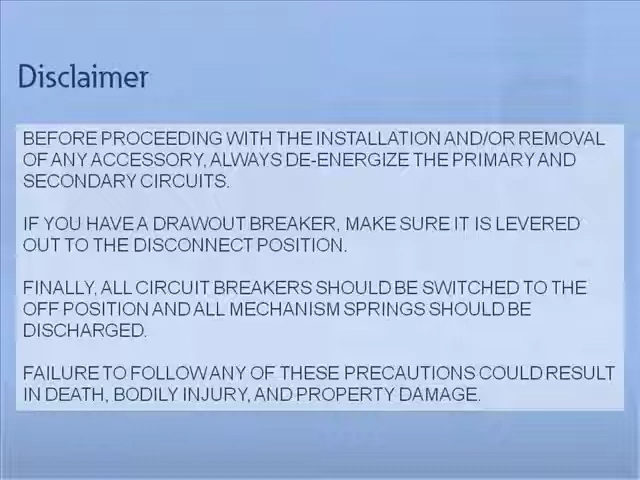 Disclaimer
BEFORE PROCEEDING WITH THE INSTALLATION AND/OR REMOVAL
OF ANY ACCESSORY, ALWAYS DE-ENERGIZE THE PRIMARY AND
SECONDARY CIRCUITS.
IF YOU HAVE A DRAWOUT BREAKER, MAKE SURE IT IS LEVERED
OUT TO THE DISCONNECT POSITION.
FINALLY, ALL CIRCUIT BREAKERS SHOULD BE SWITCHED TO THE
OFF POSITION AND ALL MECHANISM SPRINGS SHOULD BE
DISCHARGED.
FAILURE TO FOLLOW ANY OF THESE PRECAUTIONS COULD RESULT
IN DEATH, BODILY INJURY, AND PROPERTY DAMAGE.